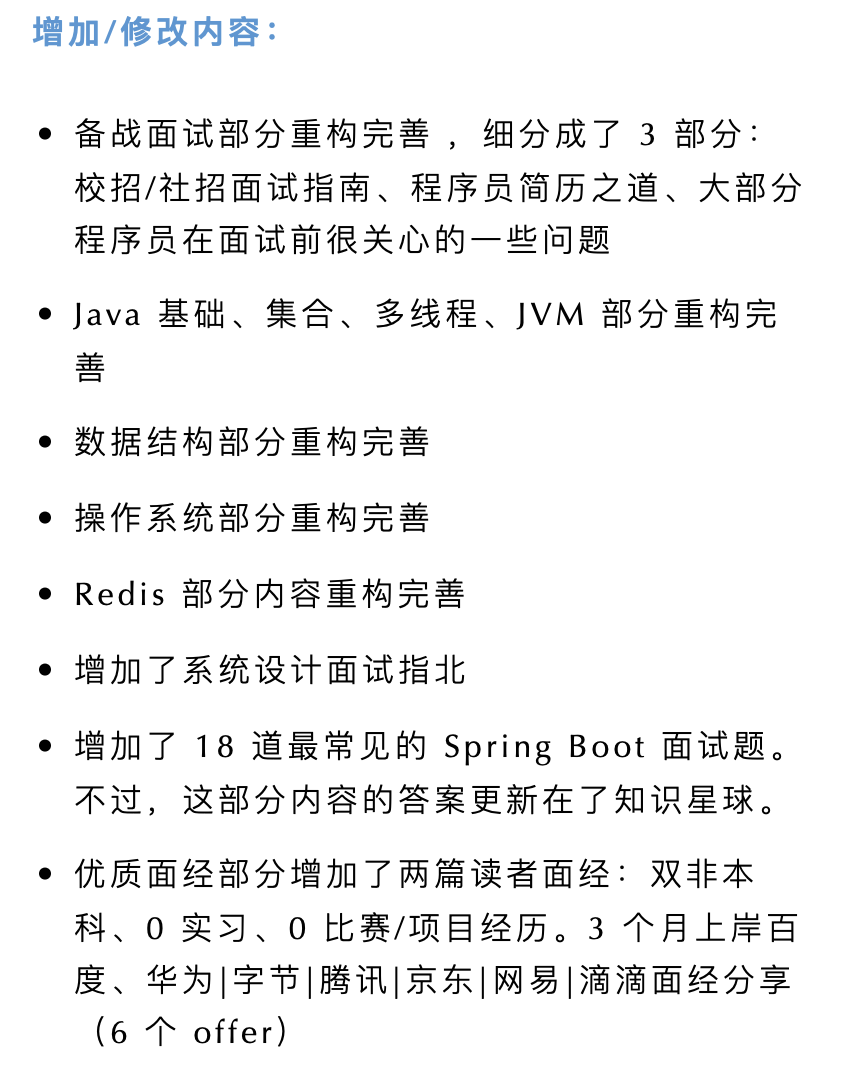 增加/修改内容：
• 备战面试部分重构完善 ，细分成了 3 部分：
校招/社招面试指南、程序员简历之道、大部分
程序员在面试前很关心的一些问题
• Java 基础、集合、多线程、JVM 部分重构完
善
• 数据结构部分重构完善
• 操作系统部分重构完善
• Redis 部分内容重构完善
• 增加了系统设计面试指北
• 增加了 18 道最常见的 Spring Boot 面试题。
不过，这部分内容的答案更新在了知识星球。
• 优质面经部分增加了两篇读者面经：双非本
科、0 实习、0 比赛/项目经历。3 个月上岸百
度、华为|字节|腾讯|京东|网易|滴滴面经分享
（6 个 offer）